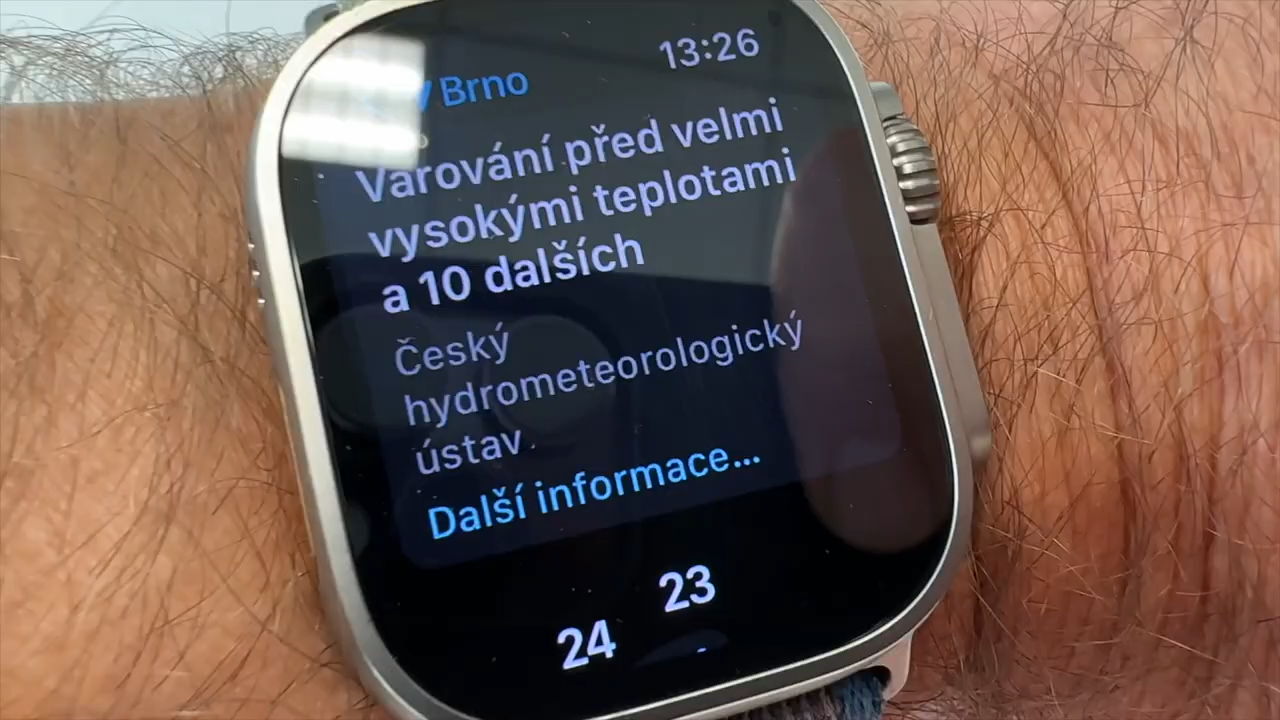 13:26
Brno
Varování před velmi
vysokými teplotami
a 10 dalších
Český
hydrometeorologický
ústav
Další informace...
23
24